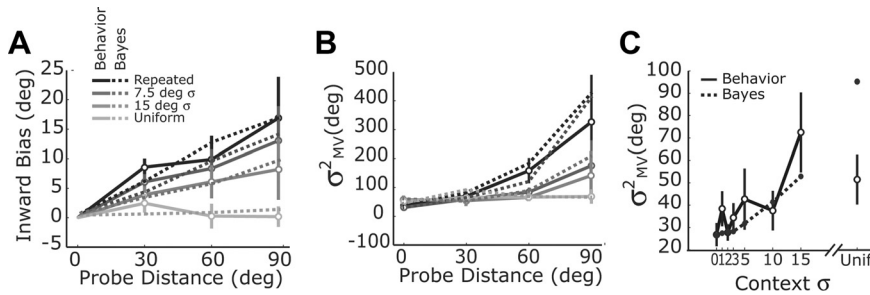 A
Behavior
Bayes
Repeated
7.5 deg σ
15 deg σ
Uniform
Inward Bias (deg)
25
20
15
10
5
0
0 30 60 90
Probe Distance (deg)
B
σ²MV(deg)
500
400
300
200
100
0
-100
0 30 60 90
Probe Distance (deg)
C
Behavior
Bayes
σ²MV(deg)
100
90
80
70
60
50
40
30
20
0 1 2 3 5 10 15 Unif
Context σ